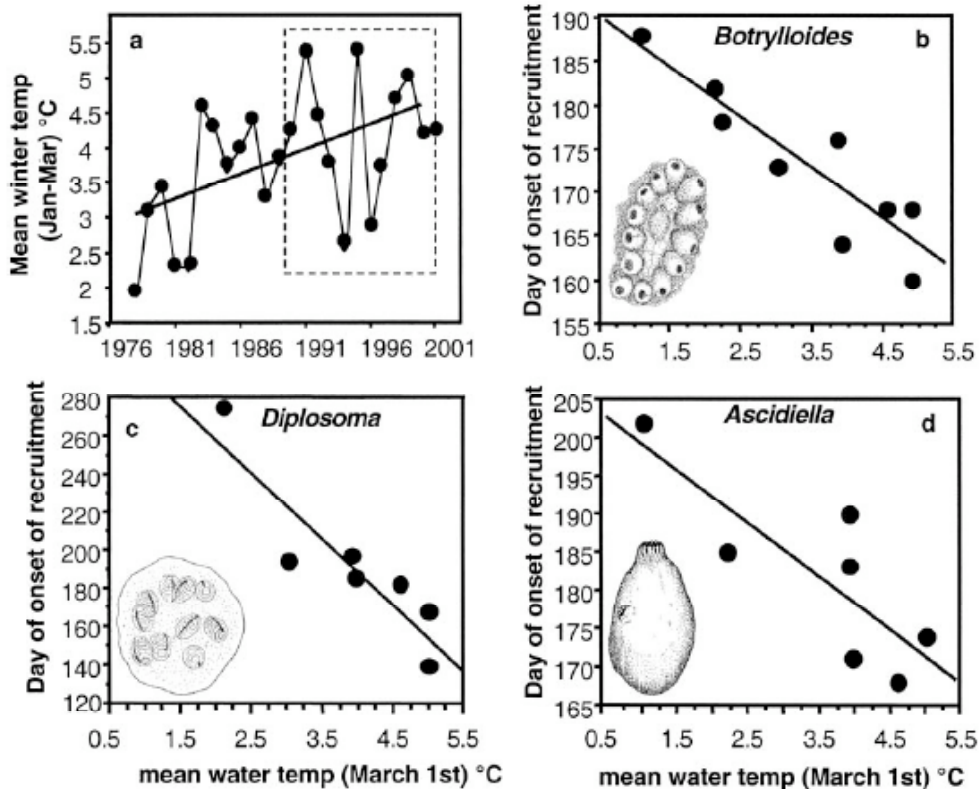 a
Mean winter temp
(Jan-Mar) °C
5.5
5
4.5
4
3.5
3
2.5
2
1.5
1976 1981 1986 1991 1996 2001
b
Botrylloides
Day of onset of recruitment
190
185
180
175
170
165
160
155
0.5 1.5 2.5 3.5 4.5 5.5
c
Diplosoma
Day of onset of recruitment
280
260
240
220
200
180
160
140
120
0.5 1.5 2.5 3.5 4.5 5.5
mean water temp (March 1st) °C
d
Ascidiella
Day of onset of recruitment
205
200
195
190
185
180
175
170
165
0.5 1.5 2.5 3.5 4.5 5.5
mean water temp (March 1st) °C